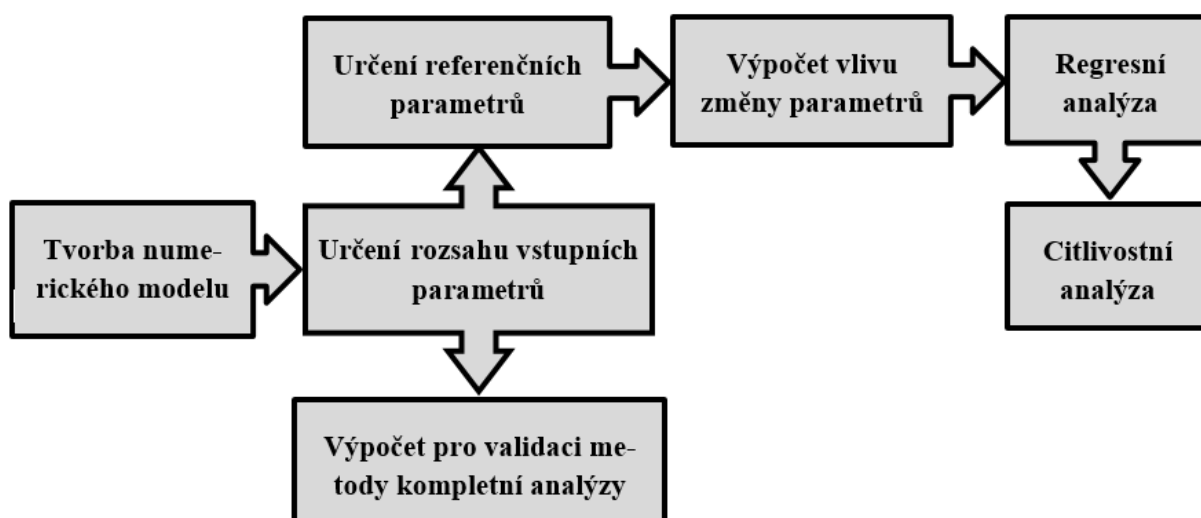 Určení referenčních
parametrů
Výpočet vlivu
změny parametrů
Regresní
analýza
Tvorba nume-
rického modelu
Určení rozsahu vstupních
parametrů
Citlivostní
analýza
Výpočet pro validaci me-
tody kompletní analýzy